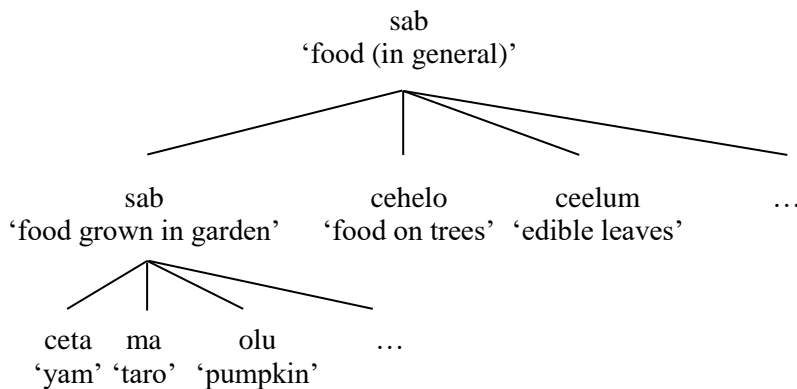 sab
‘food (in general)’
sab cehelo ceelum …
‘food grown in garden’ ‘food on trees’ ‘edible leaves’
ceta ma olu …
‘yam’ ‘taro’ ‘pumpkin’